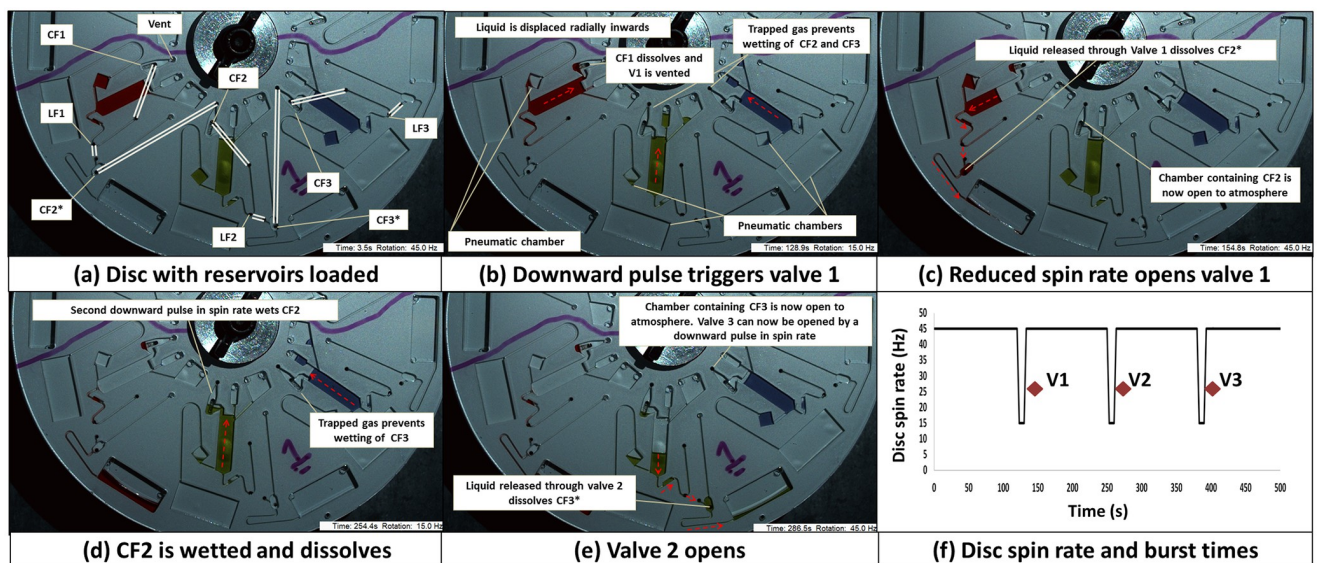 CF1
Vent
CF2
LF1
LF3
CF3
CF2*
CF3*
LF2
Time: 3.5s Rotation: 45.0 Hz
(a) Disc with reservoirs loaded
Liquid is displaced radially inwards
Trapped gas prevents
wetting of CF2 and CF3
CF1 dissolves and
V1 is vented
1
Pneumatic chamber
Pneumatic chambers
Time: 128.9s Rotation: 15.0 Hz
(b) Downward pulse triggers valve 1
Liquid released through Valve 1 dissolves CF2*
Chamber containing CF2 is
now open to atmosphere
1
Time: 154.8s Rotation: 45.0 Hz
(c) Reduced spin rate opens valve 1
Second downward pulse in spin rate wets CF2
Trapped gas prevents
wetting of CF3
1
Time: 254.4s Rotation: 15.0 Hz
(d) CF2 is wetted and dissolves
Chamber containing CF3 is now open to
atmosphere. Valve 3 can now be opened by a
downward pulse in spin rate
1
Liquid released through valve 2
dissolves CF3*
Time: 286.5s Rotation: 45.0 Hz
(e) Valve 2 opens
Disc spin rate (Hz)
50
45
40
35
30
25
20
15
10
5
0
V1
V2
V3
0 50 100 150 200 250 300 350 400 450 500
Time (s)
(f) Disc spin rate and burst times